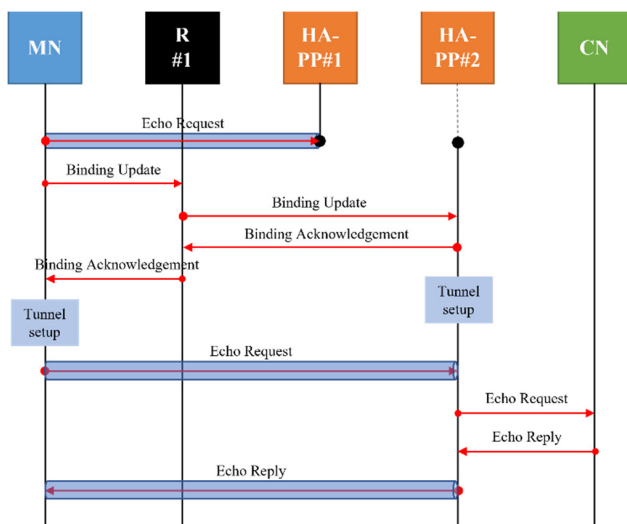 MN
R
#1
HA-
PP#1
HA-
PP#2
CN
Echo Request
Binding Update
Binding Update
Binding Acknowledgement
Binding Acknowledgement
Tunnel
setup
Tunnel
setup
Echo Request
Echo Request
Echo Reply
Echo Reply